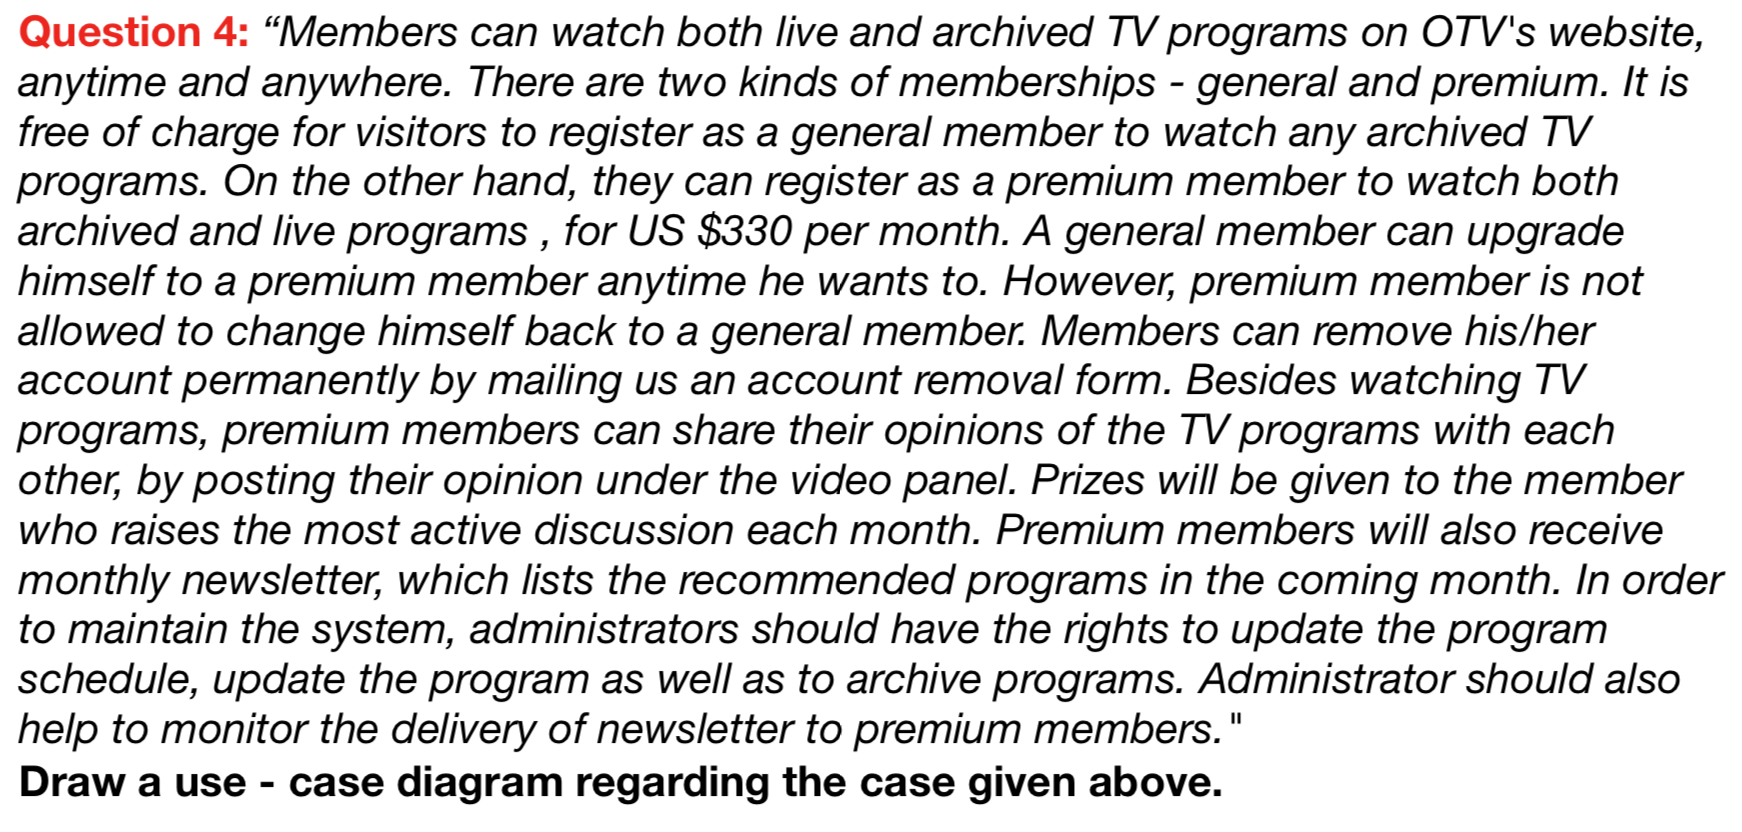 Question 4: “Members can watch both live and archived TV programs on OTV's website,
anytime and anywhere. There are two kinds of memberships - general and premium. It is
free of charge for visitors to register as a general member to watch any archived TV
programs. On the other hand, they can register as a premium member to watch both
archived and live programs , for US $330 per month. A general member can upgrade
himself to a premium member anytime he wants to. However, premium member is not
allowed to change himself back to a general member. Members can remove his/her
account permanently by mailing us an account removal form. Besides watching TV
programs, premium members can share their opinions of the TV programs with each
other, by posting their opinion under the video panel. Prizes will be given to the member
who raises the most active discussion each month. Premium members will also receive
monthly newsletter, which lists the recommended programs in the coming month. In order
to maintain the system, administrators should have the rights to update the program
schedule, update the program as well as to archive programs. Administrator should also
help to monitor the delivery of newsletter to premium members."
Draw a use - case diagram regarding the case given above.